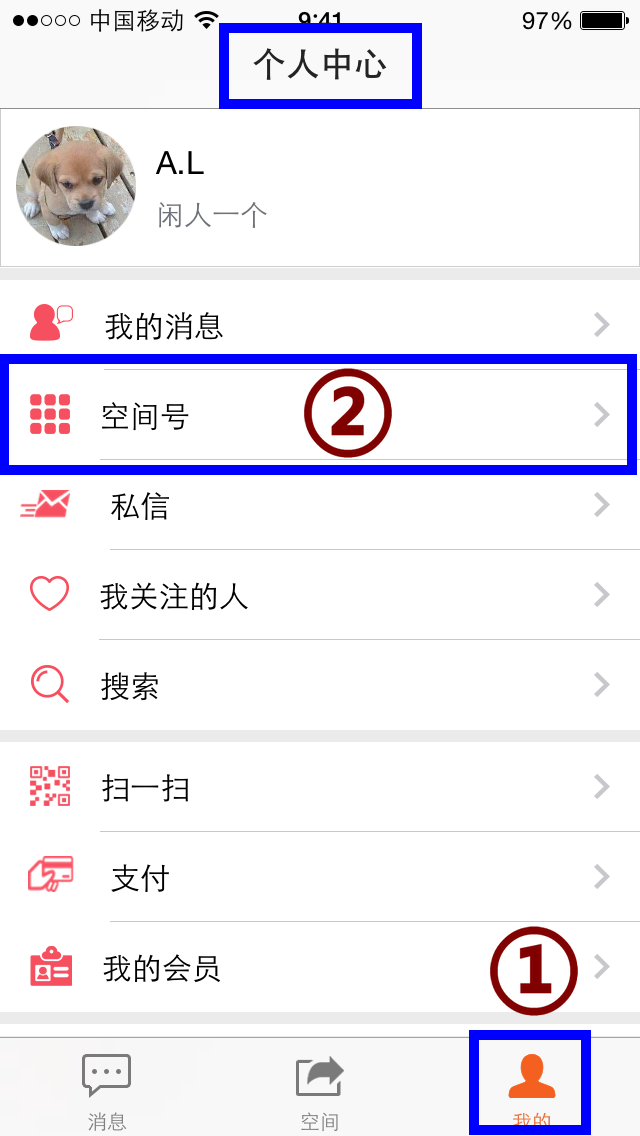 中国移动 9:41 97%
个人中心
A.L
闲人一个
我的消息
空间号 ②
私信
我关注的人
搜索
扫一扫
支付
我的会员 ①
消息 空间 我的